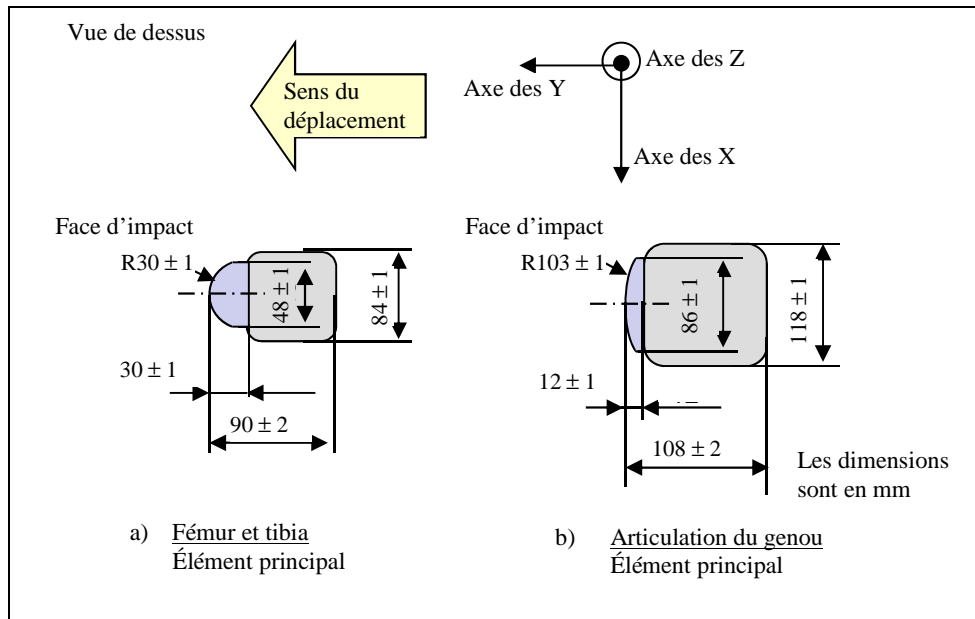 Vue de dessus
Sens du
déplacement
Axe des Z
Axe des Y
Axe des X
Face d'impact
R30 ± 1
48 ± 1
84 ± 1
30 ± 1
90 ± 2
Face d'impact
R103 ± 1
86 ± 1
118 ± 1
12 ± 1
108 ± 2
Les dimensions
sont en mm
a) Fémur et tibia
Élément principal
b) Articulation du genou
Élément principal